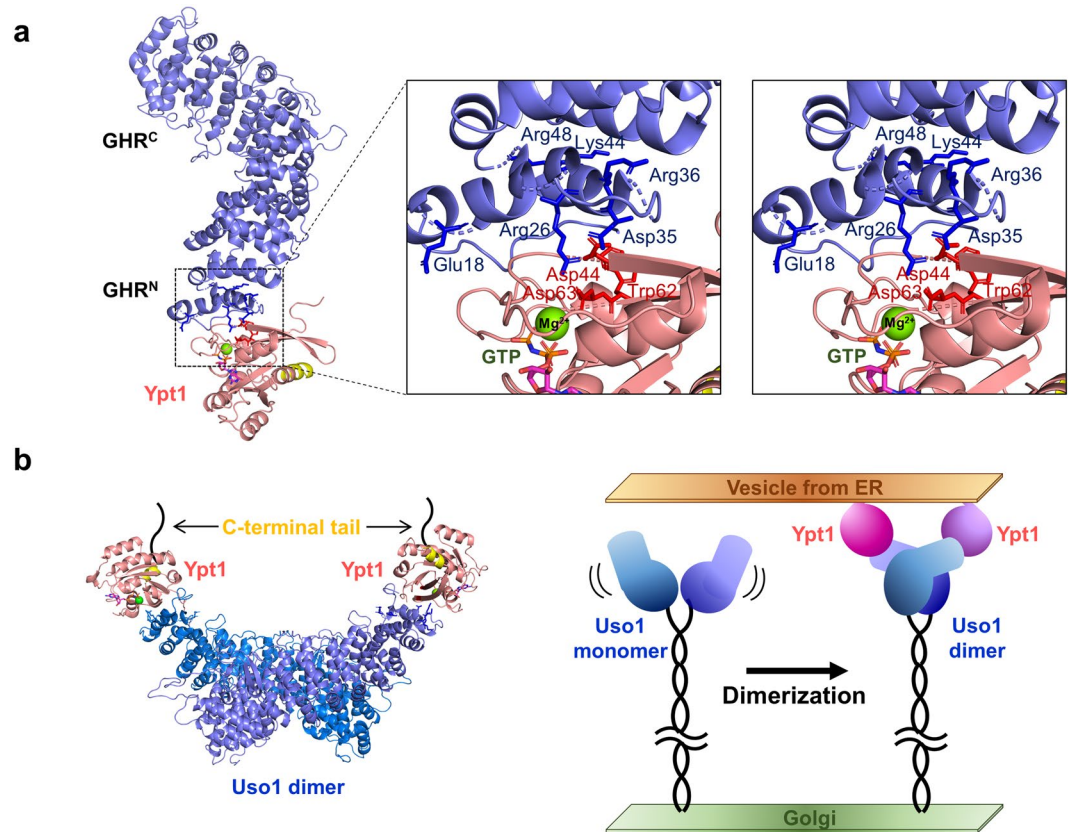 a
GHRC
GHRN
Ypt1
Arg48
Lys44
Arg36
Arg26
Asp35
Glu18
Asp44
Asp63
Trp62
Mg2+
GTP
Arg48
Lys44
Arg36
Arg26
Asp35
Glu18
Asp44
Asp63
Trp62
Mg2+
GTP
b
C-terminal tail
Ypt1
Ypt1
Uso1 dimer
Vesicle from ER
Ypt1
Ypt1
Uso1
monomer
Uso1
dimer
Dimerization
Golgi